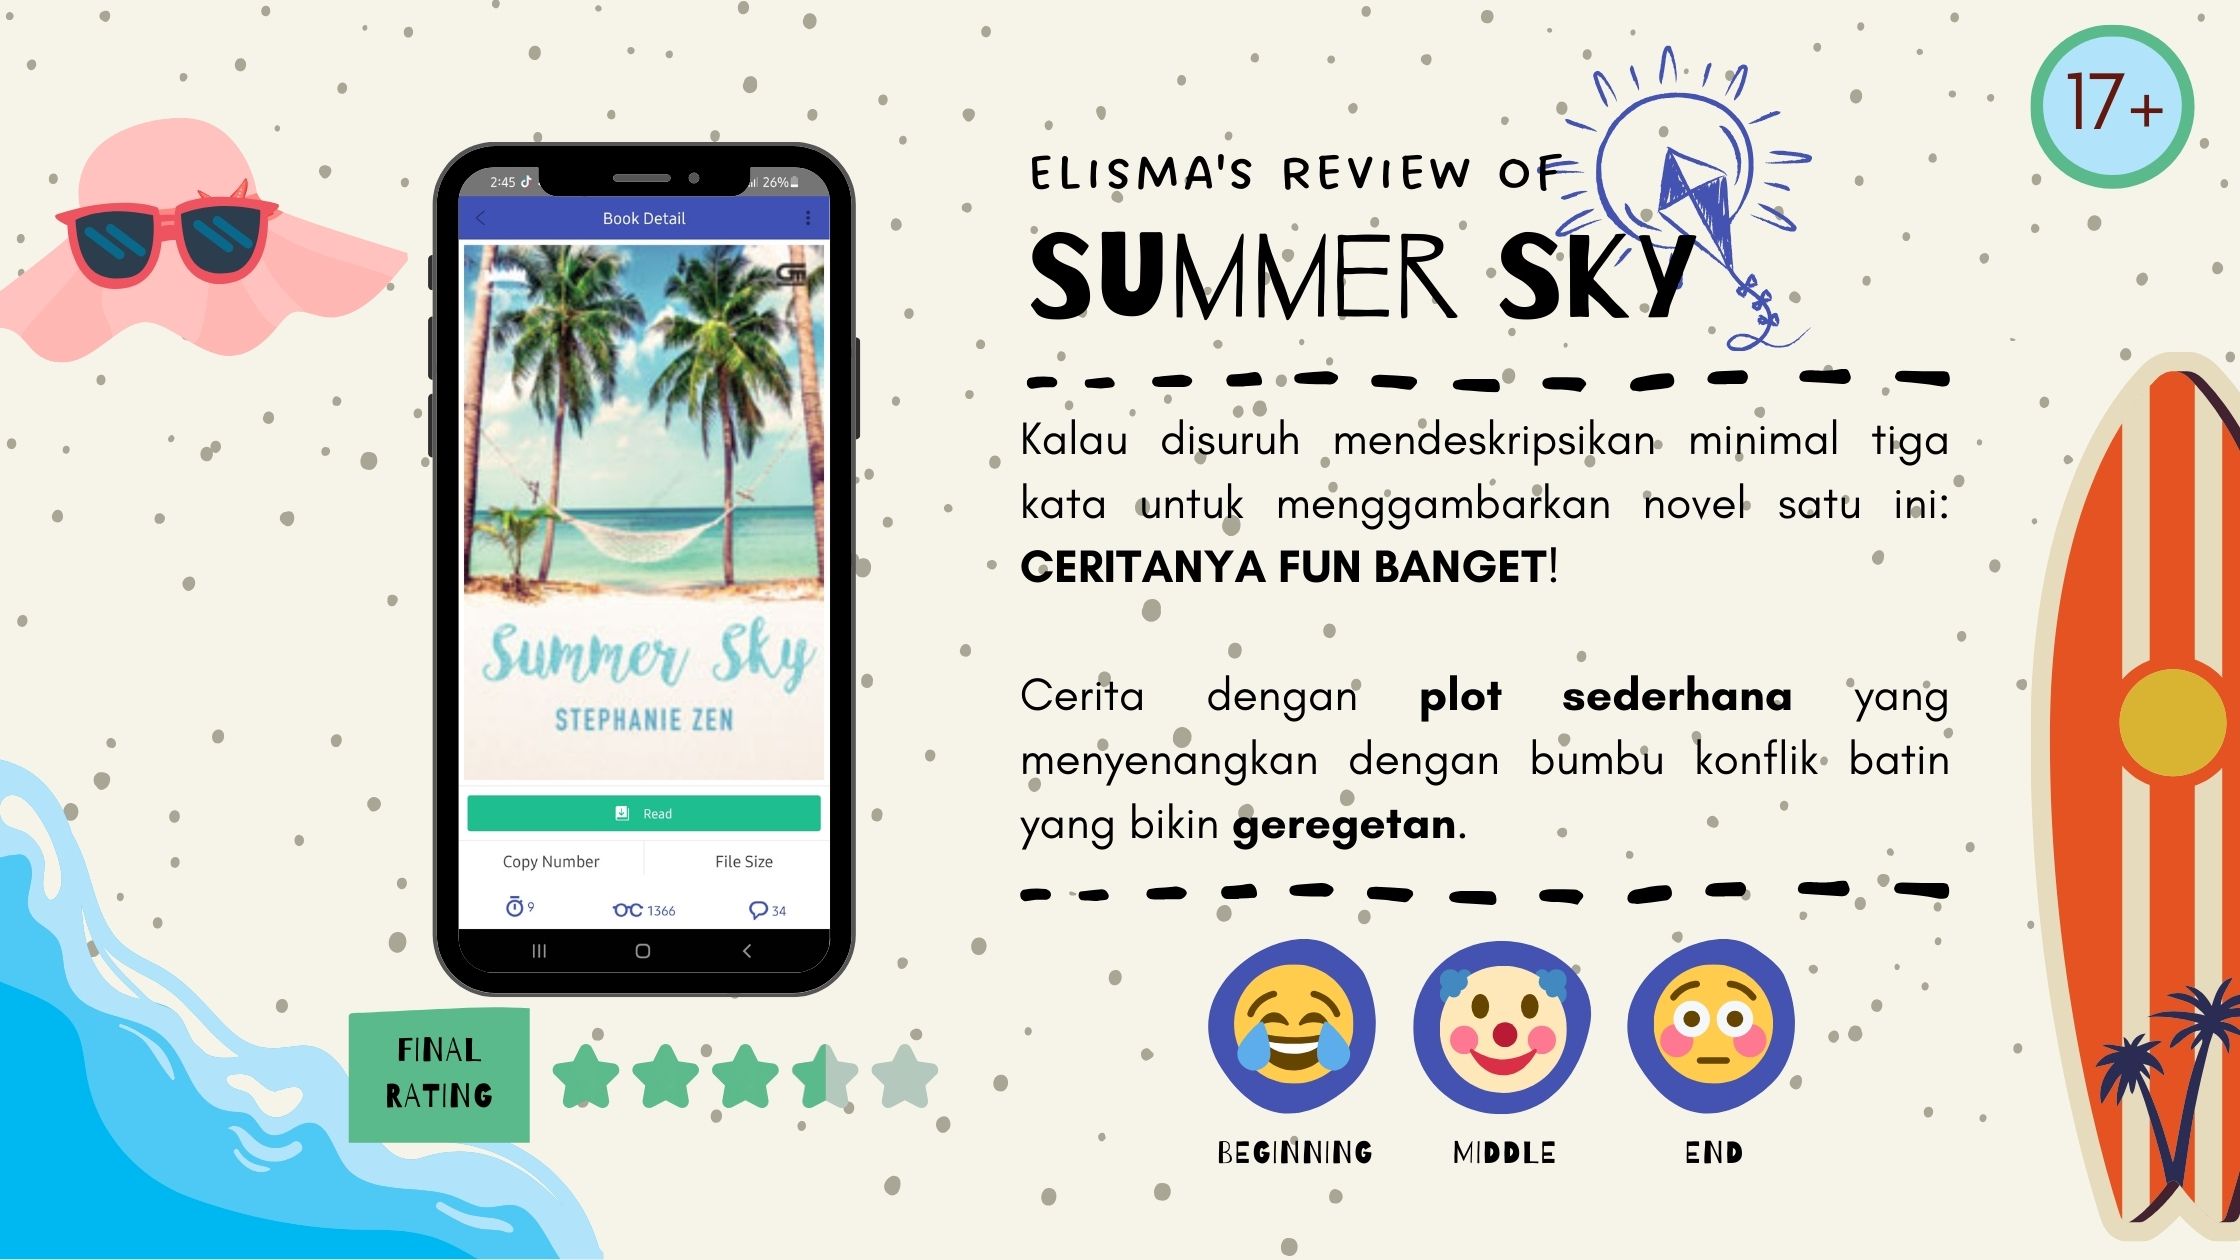 17+
ELISMA'S REVIEW OF
SUMMER SKY
Kalau disuruh mendeskripsikan minimal tiga
kata untuk menggambarkan novel satu ini:
CERITANYA FUN BANGET!
Cerita dengan plot sederhana yang
menyenangkan dengan bumbu konflik batin
yang bikin geregetan.
BEGINNING
MIDDLE
END
2:45
26%
Book Detail
Summer Sky
STEPHANIE ZEN
Read
Copy Number
File Size
9
1366
34
FINAL
RATING